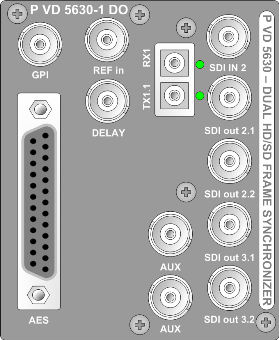 P VD 5630-1 DO
GPI
REF in
RX1
SDI IN 2
TX1.1
DELAY
SDI out 2.1
SDI out 2.2
AUX
SDI out 3.1
AES
AUX
SDI out 3.2
P VD 5630 – DUAL HD/SD FRAME SYNCHRONIZER